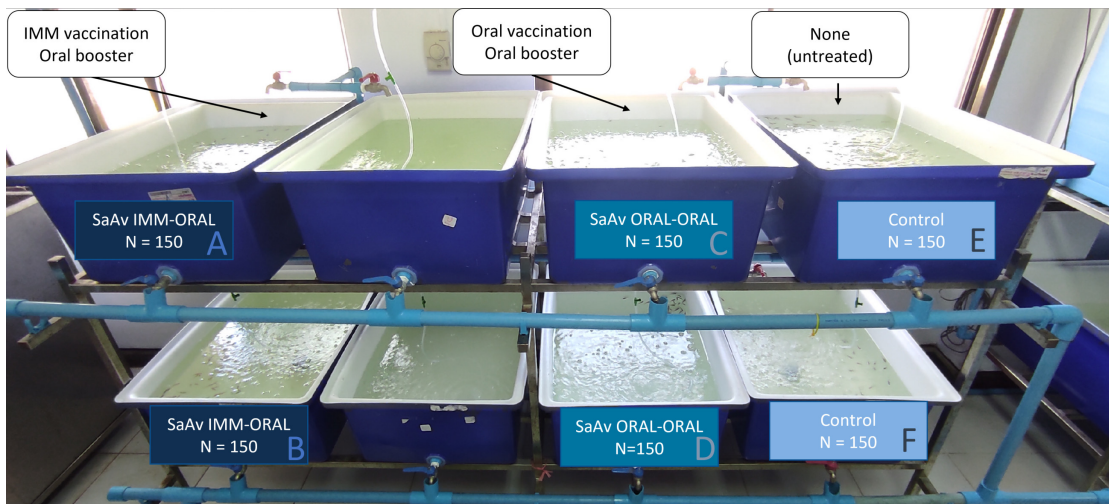 IMM vaccination
Oral booster
Oral vaccination
Oral booster
None
(untreated)
SaAv IMM-ORAL
N = 150
A
SaAv ORAL-ORAL
N = 150
C
Control
N = 150
E
SaAv IMM-ORAL
N = 150
B
SaAv ORAL-ORAL
N=150
D
Control
N = 150
F